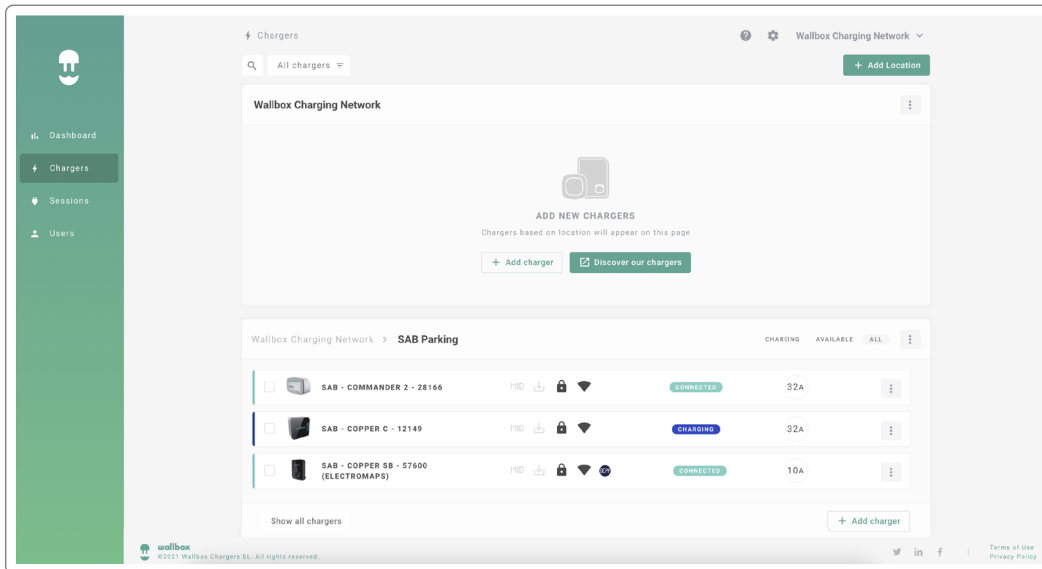 Chargers
Wallbox Charging Network
All chargers
+ Add Location
Wallbox Charging Network
Dashboard
Chargers
Sessions
Users
ADD NEW CHARGERS
Chargers based on location will appear on this page
+ Add charger
Discover our chargers
Wallbox Charging Network > SAB Parking
CHARGING AVAILABLE ALL
SAB - COMMANDER 2 - 28166 MID CONNECTED 32A
SAB - COPPER C - 12149 MID CHARGING 32A
SAB - COPPER SB - 57600
(ELECTROMAPS) MID CONNECTED 10A
Show all chargers
+ Add charger
wallbox
©2021 Wallbox Chargers SL. All rights reserved.
Terms of Use
Privacy Policy